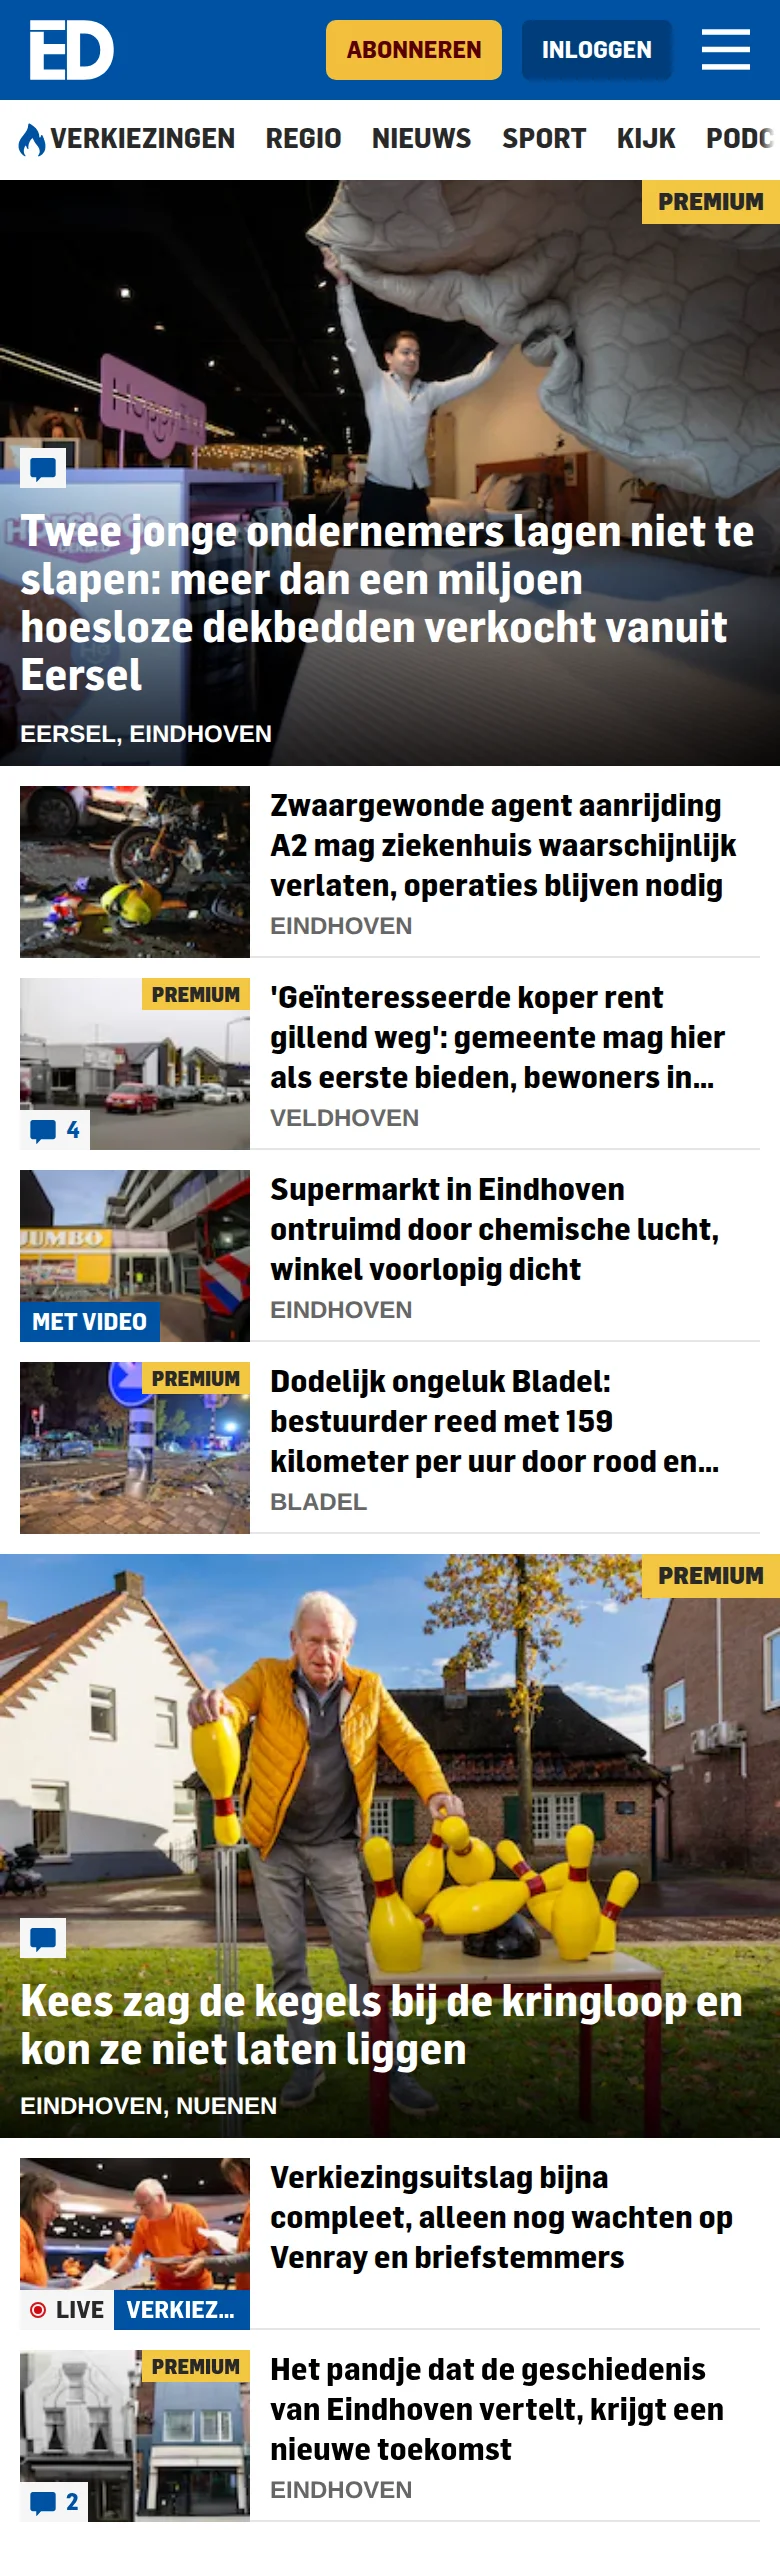 ED
ABONNEREN
INLOGGEN
VERKIEZINGEN REGIO NIEUWS SPORT KIJK PODC
PREMIUM
Twee jonge ondernemers lagen niet te
slapen: meer dan een miljoen
hoesloze dekbedden verkocht vanuit
Eersel
EERSEL, EINDHOVEN
Zwaargewonde agent aanrijding
A2 mag ziekenhuis waarschijnlijk
verlaten, operaties blijven nodig
EINDHOVEN
PREMIUM
4
'Geïnteresseerde koper rent
gillend weg': gemeente mag hier
als eerste bieden, bewoners in...
VELDHOVEN
JUMBO
MET VIDEO
Supermarkt in Eindhoven
ontruimd door chemische lucht,
winkel voorlopig dicht
EINDHOVEN
PREMIUM
Dodelijk ongeluk Bladel:
bestuurder reed met 159
kilometer per uur door rood en...
BLADEL
PREMIUM
Kees zag de kegels bij de kringloop en
kon ze niet laten liggen
EINDHOVEN, NUENEN
LIVE
VERKIEZ...
Verkiezingsuitslag bijna
compleet, alleen nog wachten op
Venray en briefstemmers
PREMIUM
2
Het pandje dat de geschiedenis
van Eindhoven vertelt, krijgt een
nieuwe toekomst
EINDHOVEN